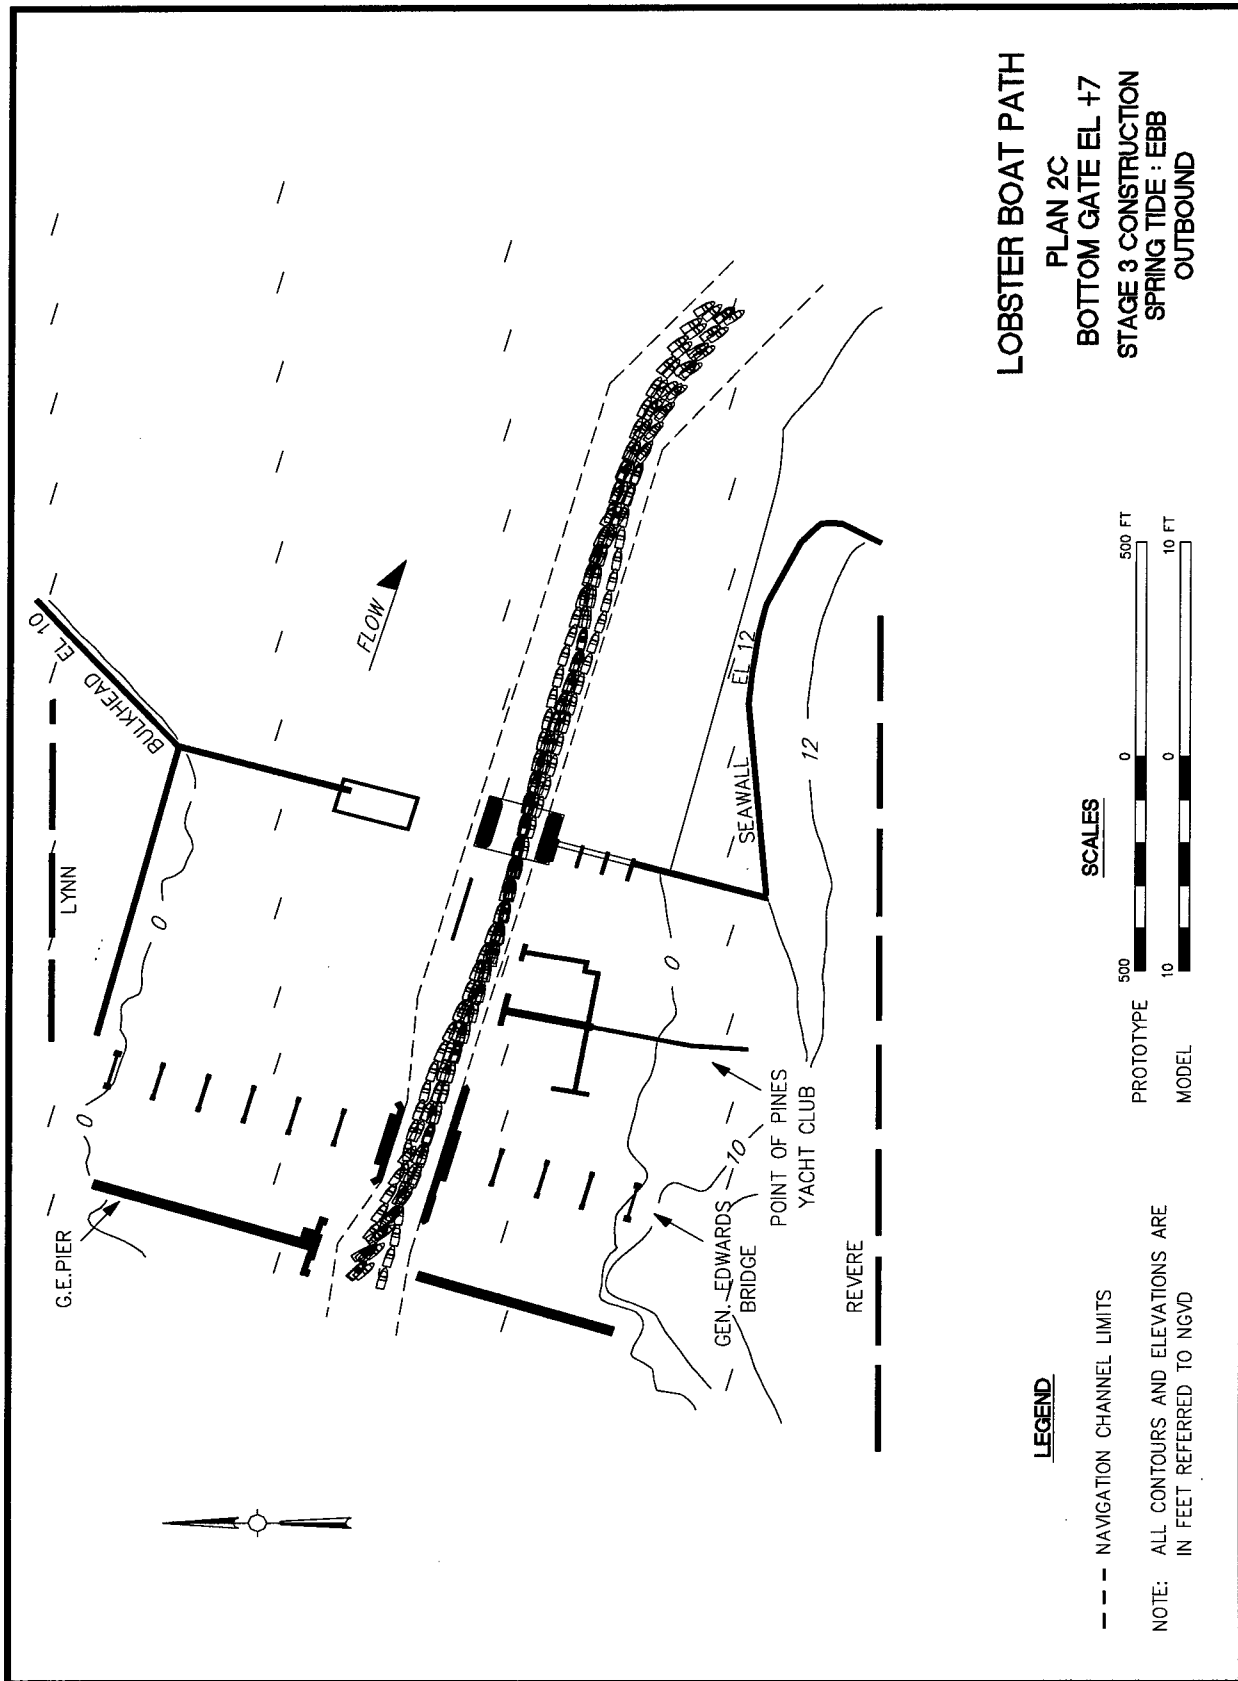 LOBSTER BOAT PATH
PLAN 2C
BOTTOM GATE EL +7
STAGE 3 CONSTRUCTION
SPRING TIDE : EBB
OUTBOUND
LYNN
BULKHEAD EL 10
G.E.PIER
0
0
FLOW
SEAWALL EL 12
12
0
10
POINT OF PINES
YACHT CLUB
GEN. EDWARDS
BRIDGE
REVERE
SCALES
PROTOTYPE 500 0 500 FT
MODEL 10 0 10 FT
LEGEND
--- NAVIGATION CHANNEL LIMITS
NOTE: ALL CONTOURS AND ELEVATIONS ARE
IN FEET REFERRED TO NGVD